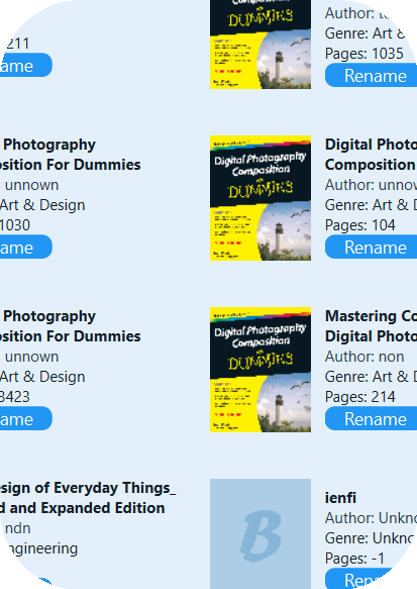 211
ame
Photography
osition For Dummies
unnown
Art & Design
1030
ame
Photography
osition For Dummies
unnown
Art & Design
3423
ame
sign of Everyday Things_
d and Expanded Edition
ndn
ngineering
DUMMIES
Author:
Genre: Art &
Pages: 1035
Rename
Digital Photography
Composition
FOR
DUMMIES
Digital Photo
Composition
Author: unnow
Genre: Art & D
Pages: 104
Rename
Digital Photography
Composition
FOR
DUMMIES
Mastering Co
Digital Photo
Author: non
Genre: Art & D
Pages: 214
Rename
B
ienfi
Author: Unkno
Genre: Unkno
Pages: -1
Ren